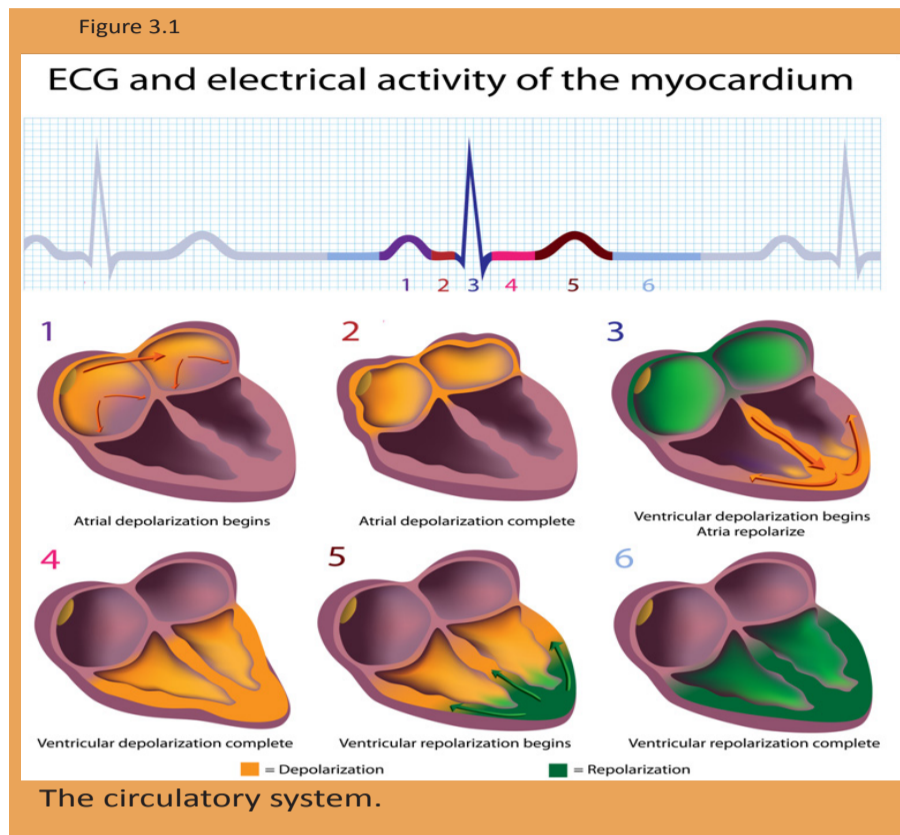 Figure 3.1
ECG and electrical activity of the myocardium
1 2 3 4 5 6
1
2
3
Atrial depolarization begins
Atrial depolarization complete
Ventricular depolarization begins
Atria repolarize
4
5
6
Ventricular depolarization complete
Ventricular repolarization begins
Ventricular repolarization complete
= Depolarization
= Repolarization
The circulatory system.